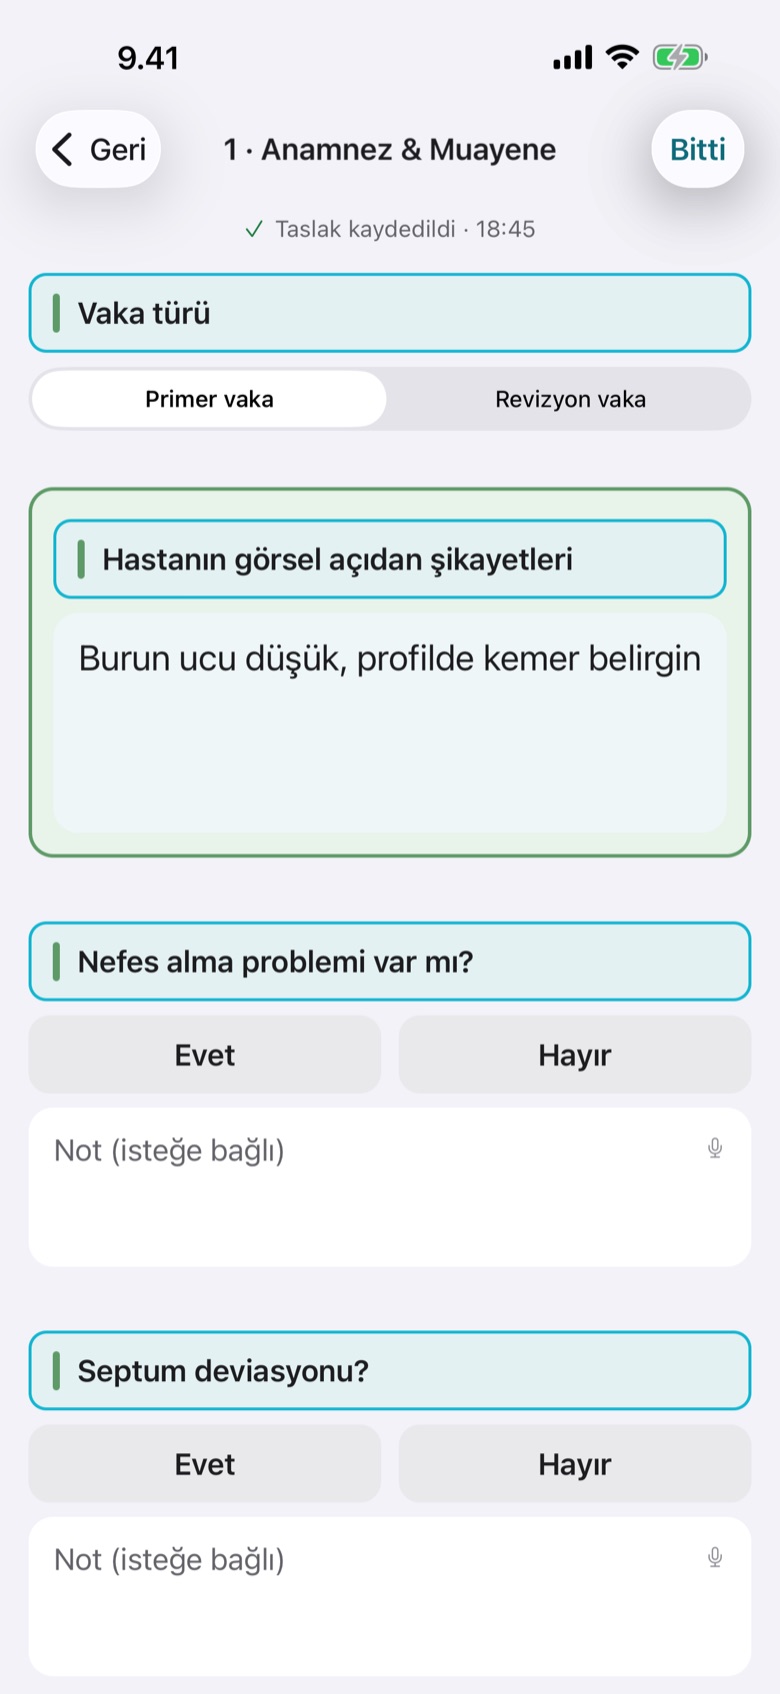 9.41
Geri
1 · Anamnez & Muayene
Bitti
✓ Taslak kaydedildi · 18:45
Vaka türü
Primer vaka
Revizyon vaka
Hastanın görsel açıdan şikayetleri
Burun ucu düşük, profilde kemer belirgin
Nefes alma problemi var mı?
Evet
Hayır
Not (isteğe bağlı)
Septum deviasyonu?
Evet
Hayır
Not (isteğe bağlı)